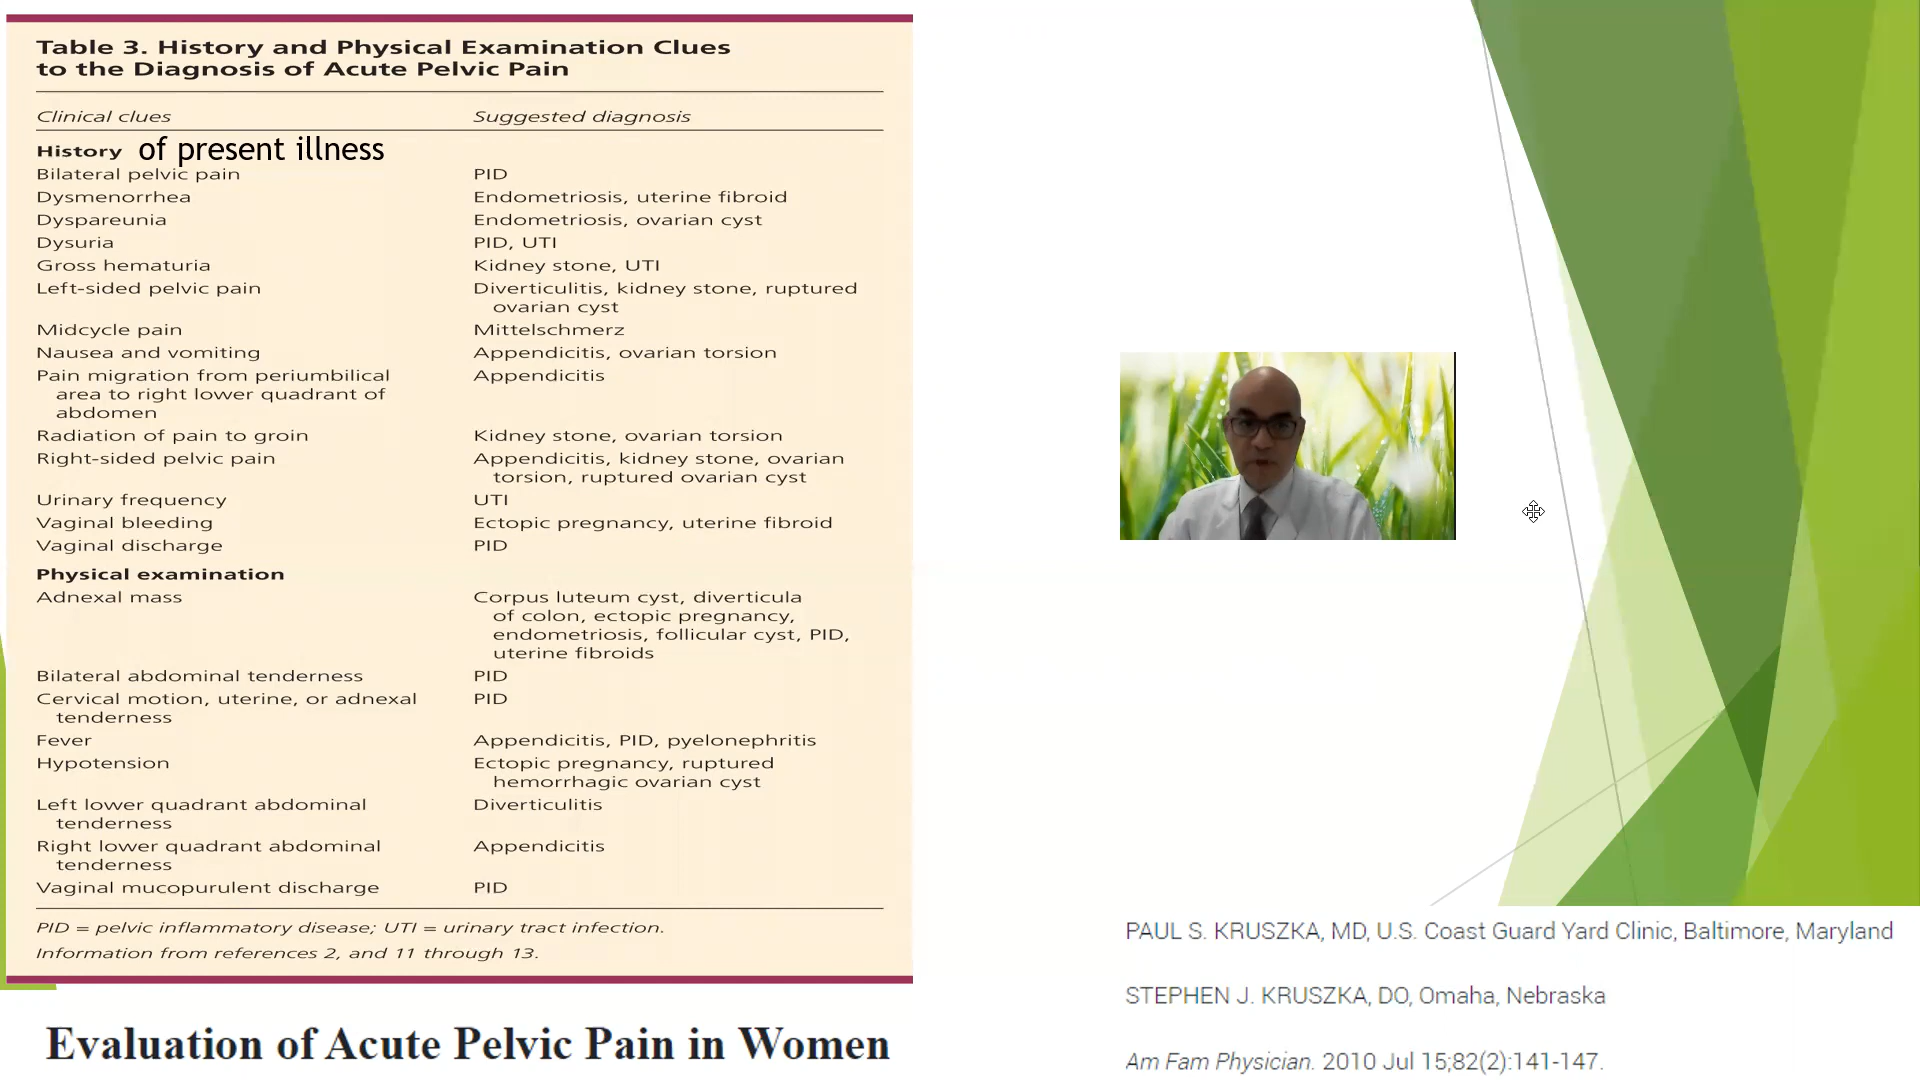 Table 3. History and Physical Examination Clues
to the Diagnosis of Acute Pelvic Pain
Clinical clues Suggested diagnosis
History of present illness
Bilateral pelvic pain PID
Dysmenorrhea Endometriosis, uterine fibroid
Dyspareunia Endometriosis, ovarian cyst
Dysuria PID, UTI
Gross hematuria Kidney stone, UTI
Left-sided pelvic pain Diverticulitis, kidney stone, ruptured
ovarian cyst
Midcycle pain Mittelschmerz
Nausea and vomiting Appendicitis, ovarian torsion
Pain migration from periumbilical Appendicitis
area to right lower quadrant of
abdomen
Radiation of pain to groin Kidney stone, ovarian torsion
Right-sided pelvic pain Appendicitis, kidney stone, ovarian
torsion, ruptured ovarian cyst
Urinary frequency UTI
Vaginal bleeding Ectopic pregnancy, uterine fibroid
Vaginal discharge PID
Physical examination
Adnexal mass Corpus luteum cyst, diverticula
of colon, ectopic pregnancy,
endometriosis, follicular cyst, PID,
uterine fibroids
Bilateral abdominal tenderness PID
Cervical motion, uterine, or adnexal PID
tenderness
Fever Appendicitis, PID, pyelonephritis
Hypotension Ectopic pregnancy, ruptured
hemorrhagic ovarian cyst
Left lower quadrant abdominal Diverticulitis
tenderness
Right lower quadrant abdominal Appendicitis
tenderness
Vaginal mucopurulent discharge PID
PID = pelvic inflammatory disease; UTI = urinary tract infection.
Information from references 2, and 11 through 13.
Evaluation of Acute Pelvic Pain in Women
PAUL S. KRUSZKA, MD, U.S. Coast Guard Yard Clinic, Baltimore, Maryland
STEPHEN J. KRUSZKA, DO, Omaha, Nebraska
Am Fam Physician. 2010 Jul 15;82(2):141-147.